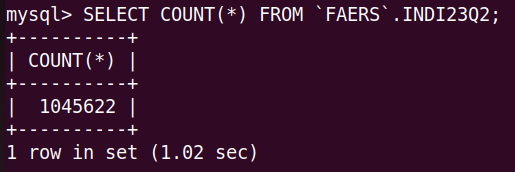 mysql> SELECT COUNT(*) FROM `FAERS`.INDI23Q2;
+----------+
| COUNT(*) |
+----------+
|  1045622 |
+----------+
1 row in set (1.02 sec)